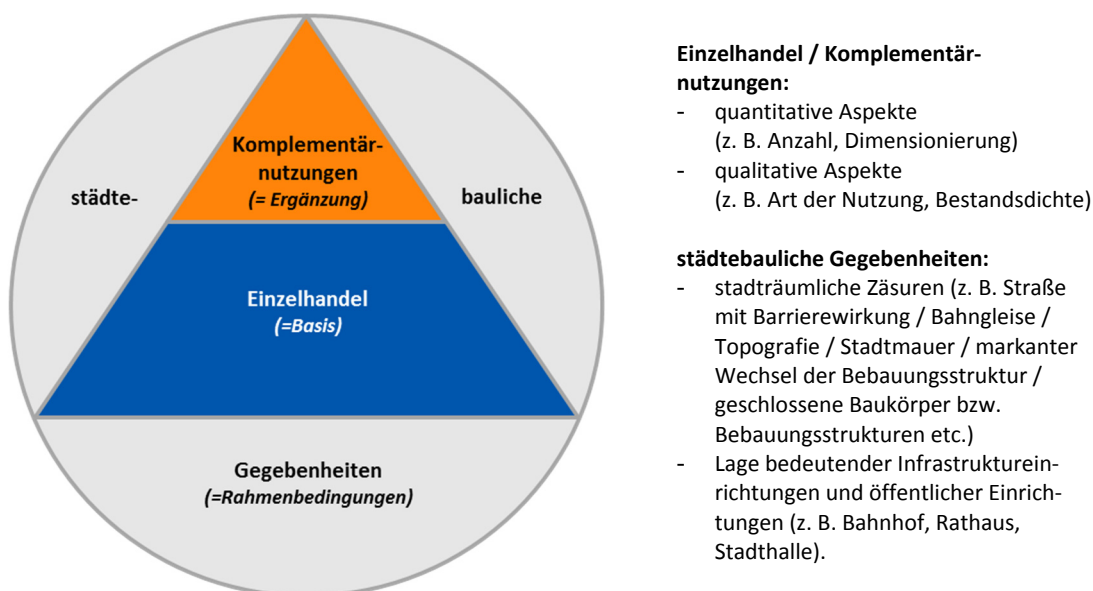 Komplementär-
nutzungen
(= Ergänzung)
städte-
bauliche
Einzelhandel
(=Basis)
Gegebenheiten
(=Rahmenbedingungen)
Einzelhandel / Komplementär-
nutzungen:
- quantitative Aspekte
(z. B. Anzahl, Dimensionierung)
- qualitative Aspekte
(z. B. Art der Nutzung, Bestandsdichte)
städtebauliche Gegebenheiten:
- stadträumliche Zäsuren (z. B. Straße
mit Barrierewirkung / Bahngleise /
Topografie / Stadtmauer / markanter
Wechsel der Bebauungsstruktur /
geschlossene Baukörper bzw.
Bebauungsstrukturen etc.)
- Lage bedeutender Infrastrukturein-
richtungen und öffentlicher Einrich-
tungen (z. B. Bahnhof, Rathaus,
Stadthalle).